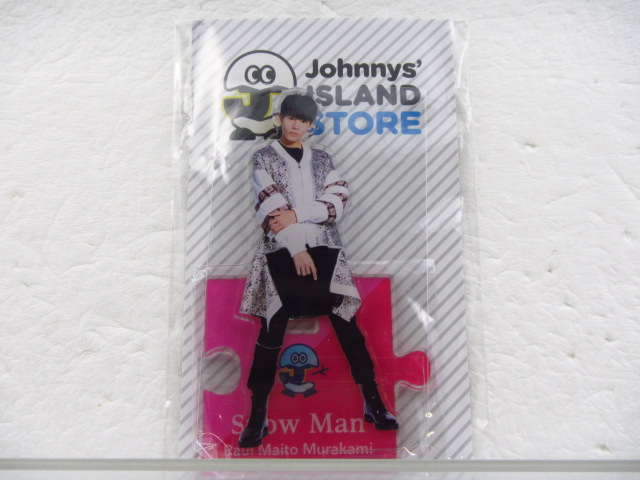 Johnnys'
ISLAND
STORE
Snow Man
Raul Maito Murakami